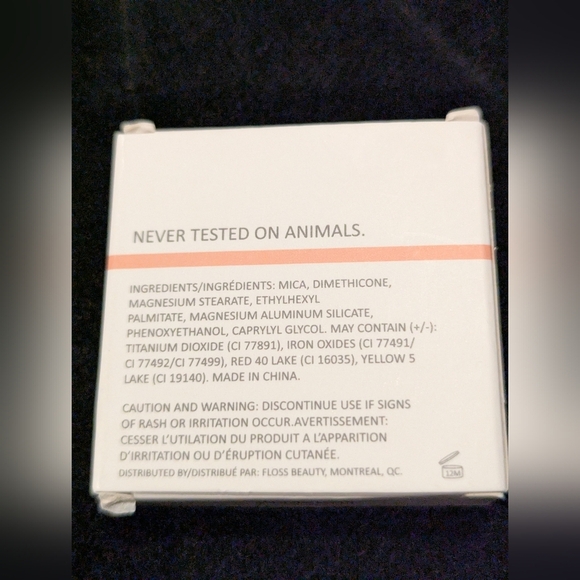 NEVER TESTED ON ANIMALS.
INGREDIENTS/INGRÉDIENTS: MICA, DIMETHICONE,
MAGNESIUM STEARATE, ETHYLHEXYL
PALMITATE, MAGNESIUM ALUMINUM SILICATE,
PHENOXYETHANOL, CAPRYLYL GLYCOL. MAY CONTAIN (+/-):
TITANIUM DIOXIDE (CI 77891), IRON OXIDES (CI 77491/
CI 77492/CI 77499), RED 40 LAKE (CI 16035), YELLOW 5
LAKE (CI 19140). MADE IN CHINA.
CAUTION AND WARNING: DISCONTINUE USE IF SIGNS
OF RASH OR IRRITATION OCCUR.AVERTISSEMENT:
CESSER L’UTILATION DU PRODUIT A L’APPARITION
D’IRRITATION OU D’ÉRUPTION CUTANÉE.
DISTRIBUTED BY/DISTRIBUÉ PAR: FLOSS BEAUTY, MONTREAL, QC.
12M